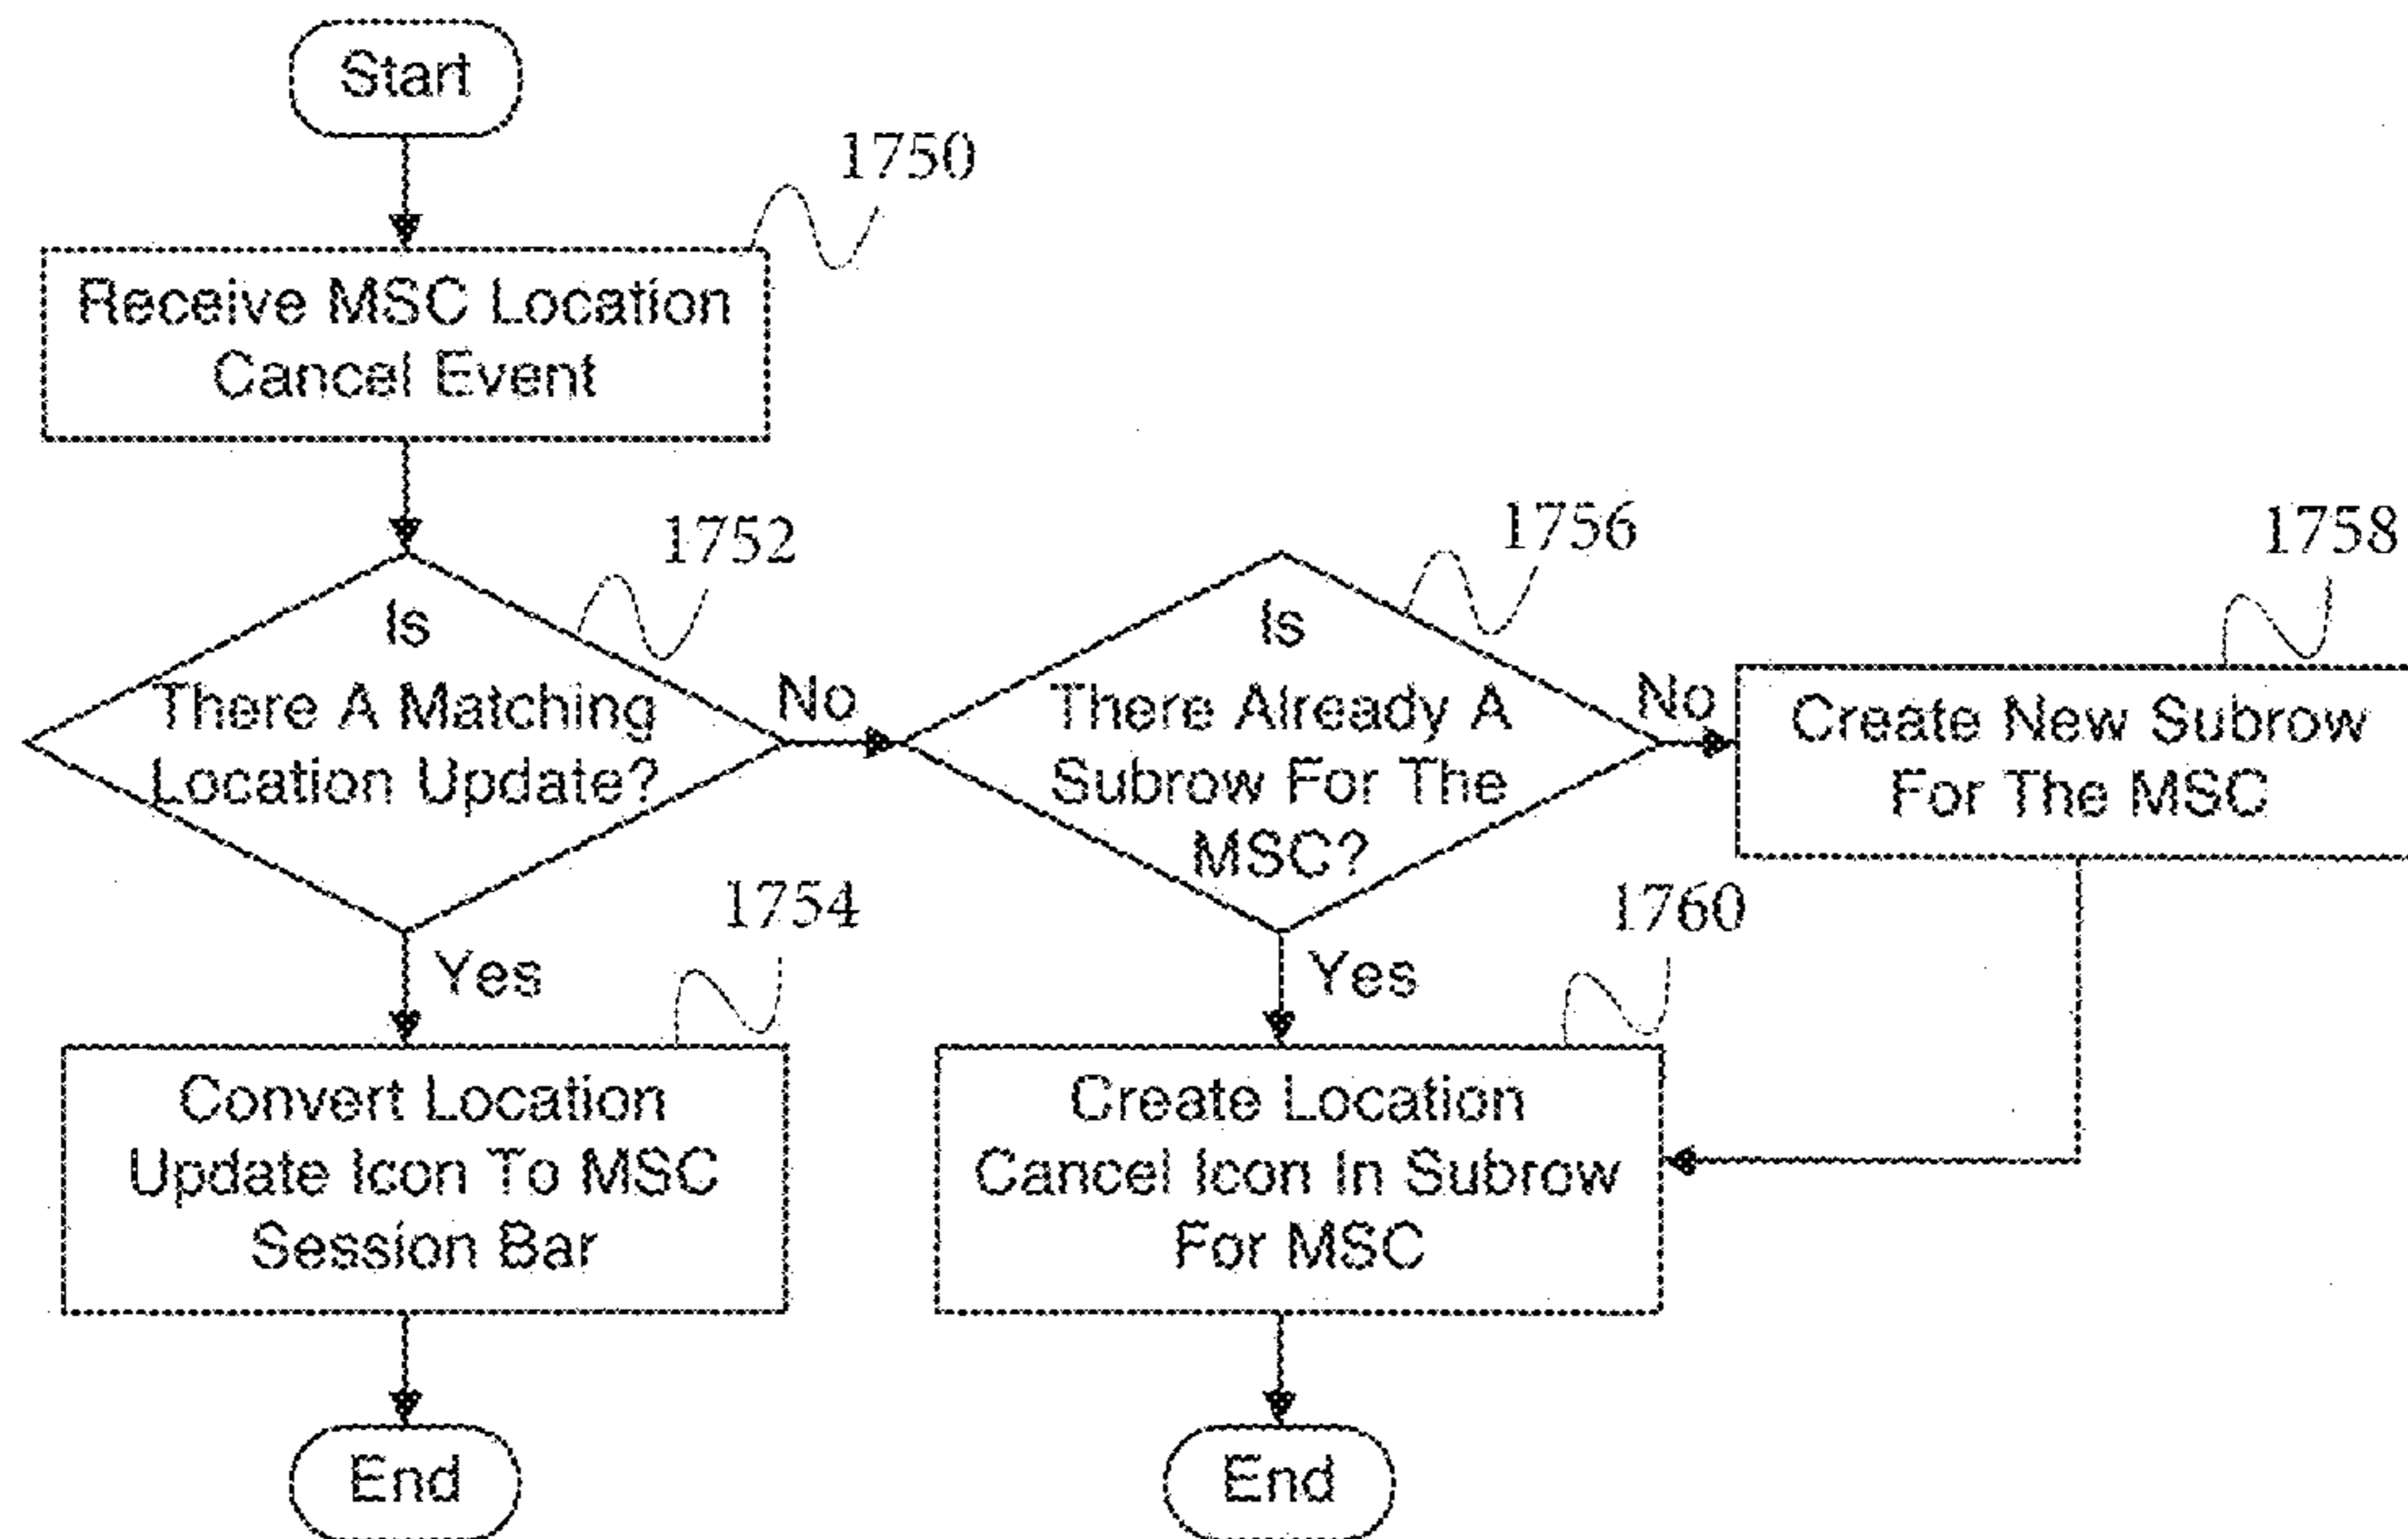 Start
1750
Receive MSC Location
Cancel Event
1752
Is
There A Matching
Location Update?
No
1756
Is
There Already A
Subrow For The
MSC?
No
1758
Create New Subrow
For The MSC
Yes
1754
Convert Location
Update Icon To MSC
Session Bar
Yes
1760
Create Location
Cancel Icon In Subrow
For MSC
End
End